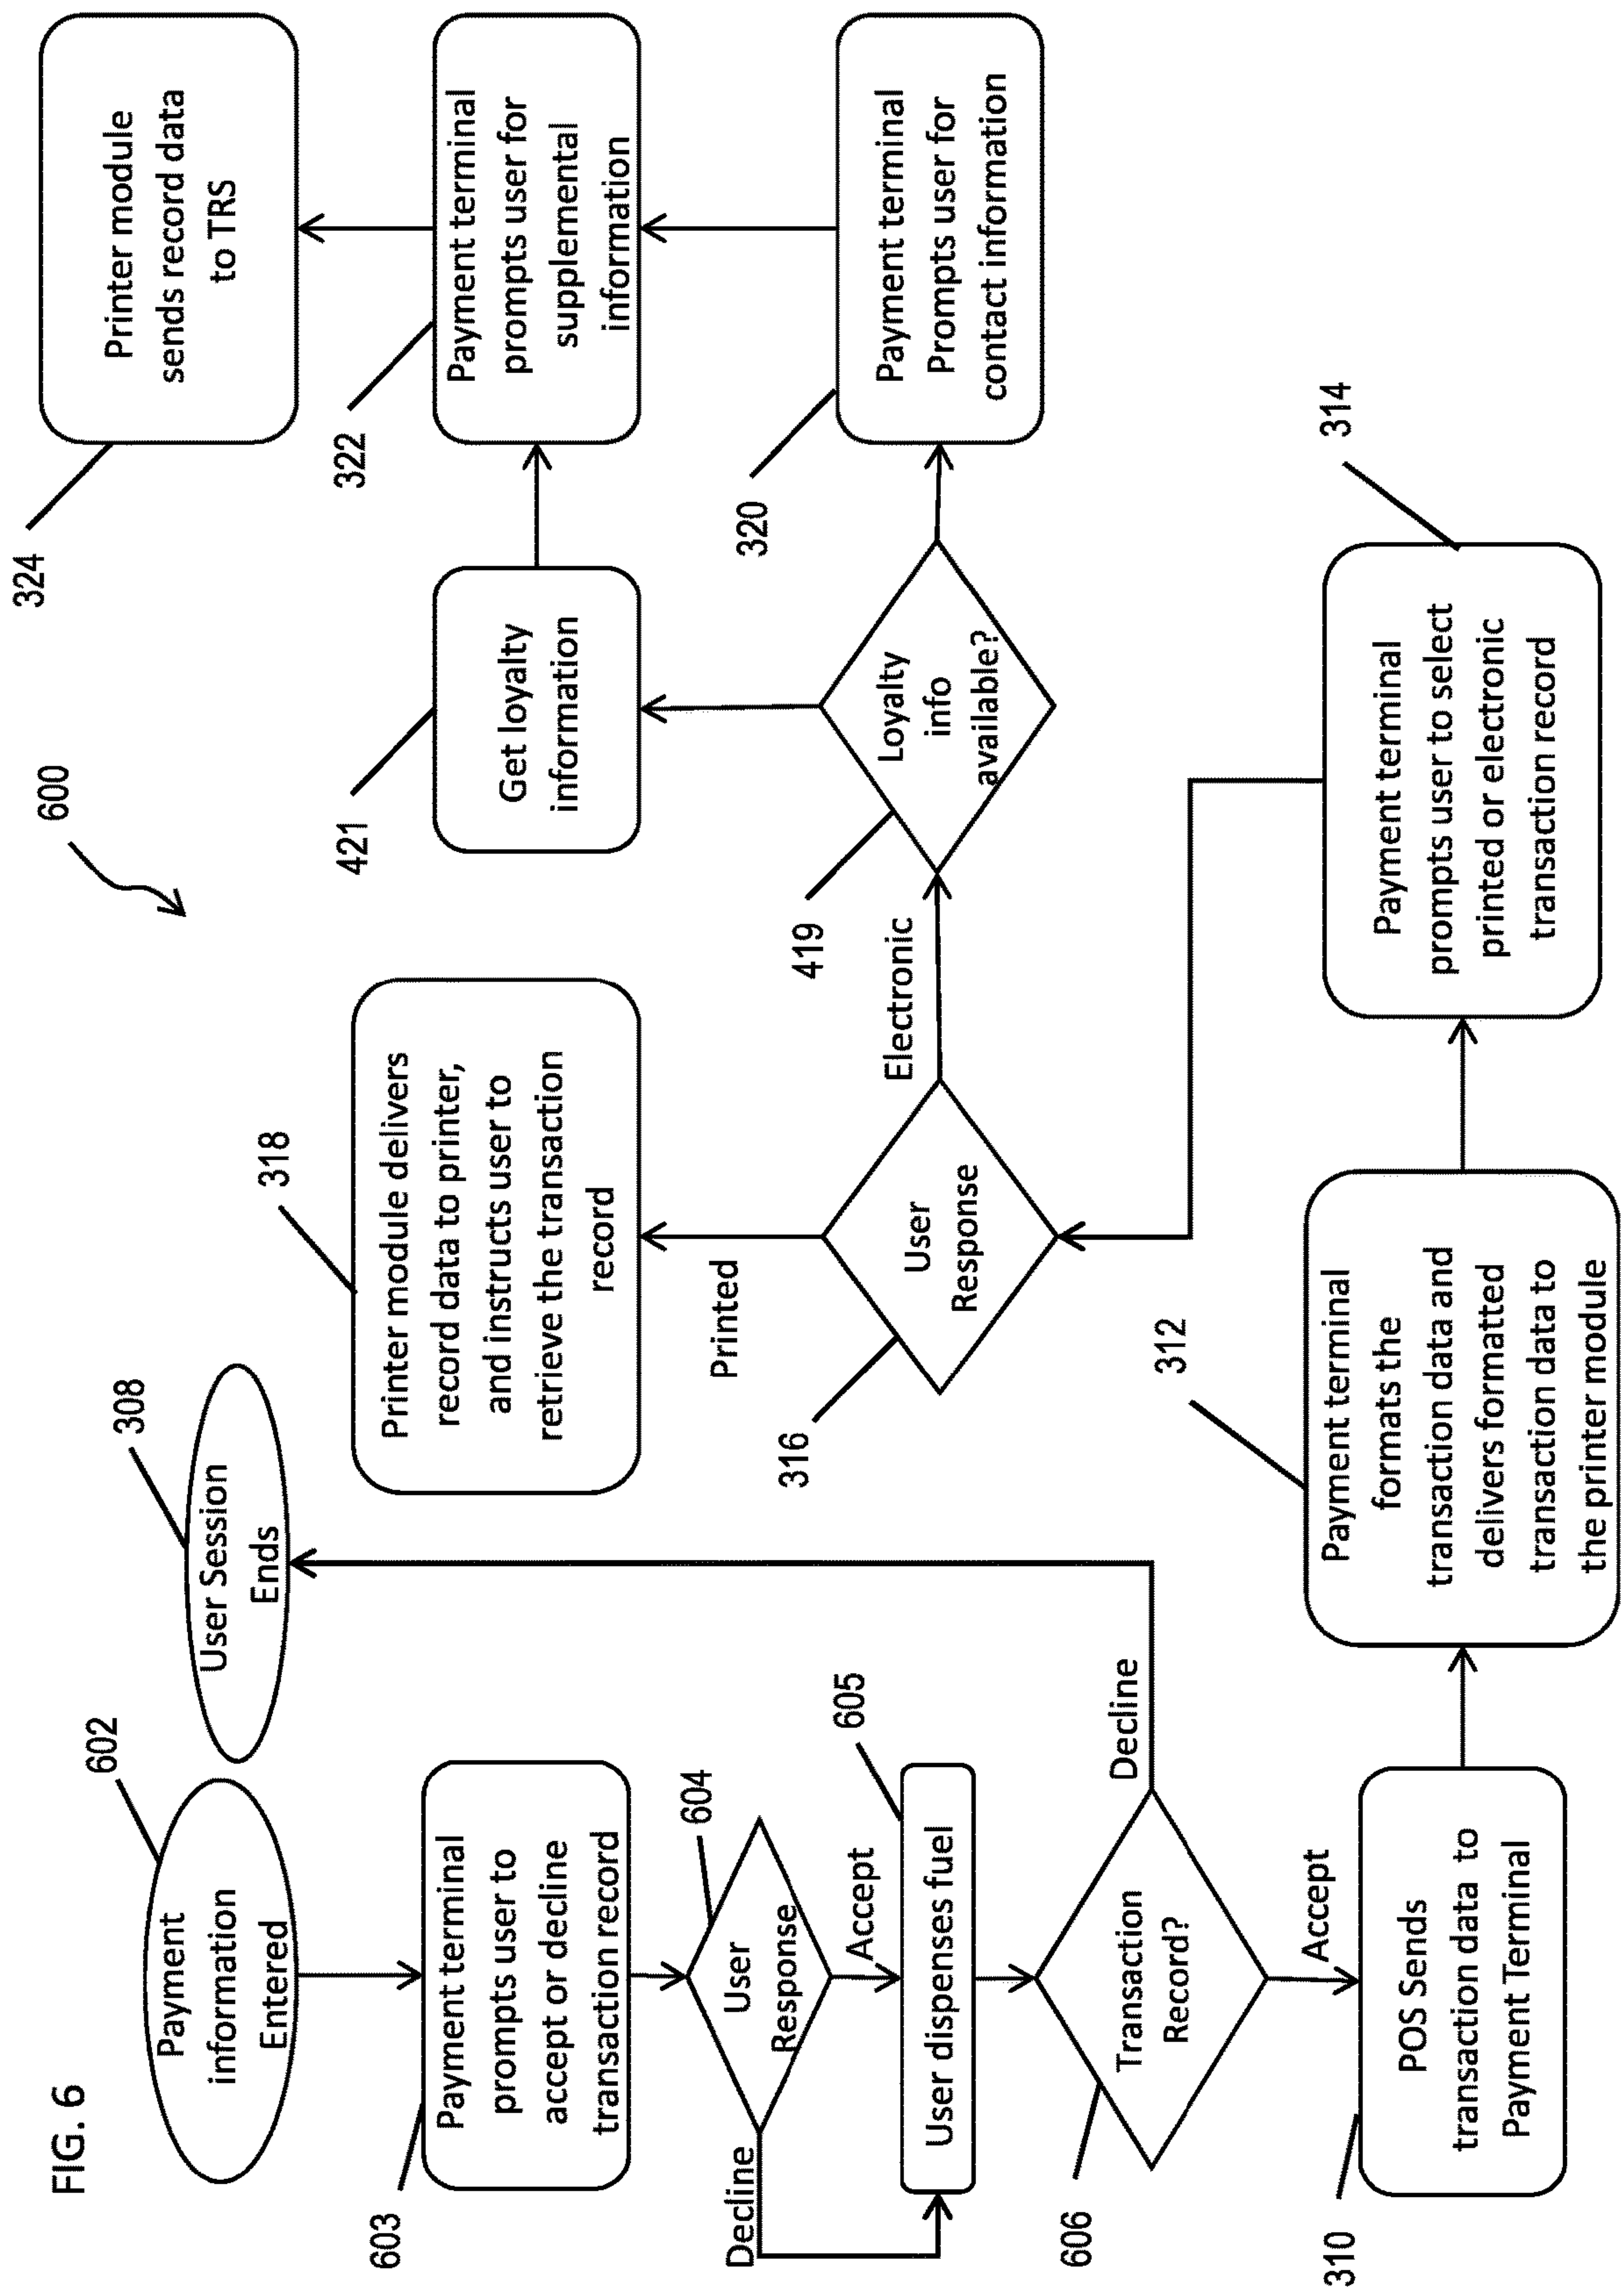 FIG. 6
600
602
Payment
information
Entered
308
User Session
Ends
603
Payment terminal
prompts user to
accept or decline
transaction record
604
User
Response
Decline
Accept
605
User dispenses fuel
606
Transaction
Record?
Decline
Accept
310
POS Sends
transaction data to
Payment Terminal
312
Payment terminal
formats the
transaction data and
delivers formatted
transaction data to
the printer module
314
Payment terminal
prompts user to select
printed or electronic
transaction record
316
User
Response
Printed
Electronic
318
Printer module delivers
record data to printer,
and instructs user to
retrieve the transaction
record
419
Loyalty
info
available?
421
Get loyalty
information
320
Payment terminal
Prompts user for
contact information
322
Payment terminal
prompts user for
supplemental
information
324
Printer module
sends record data
to TRS